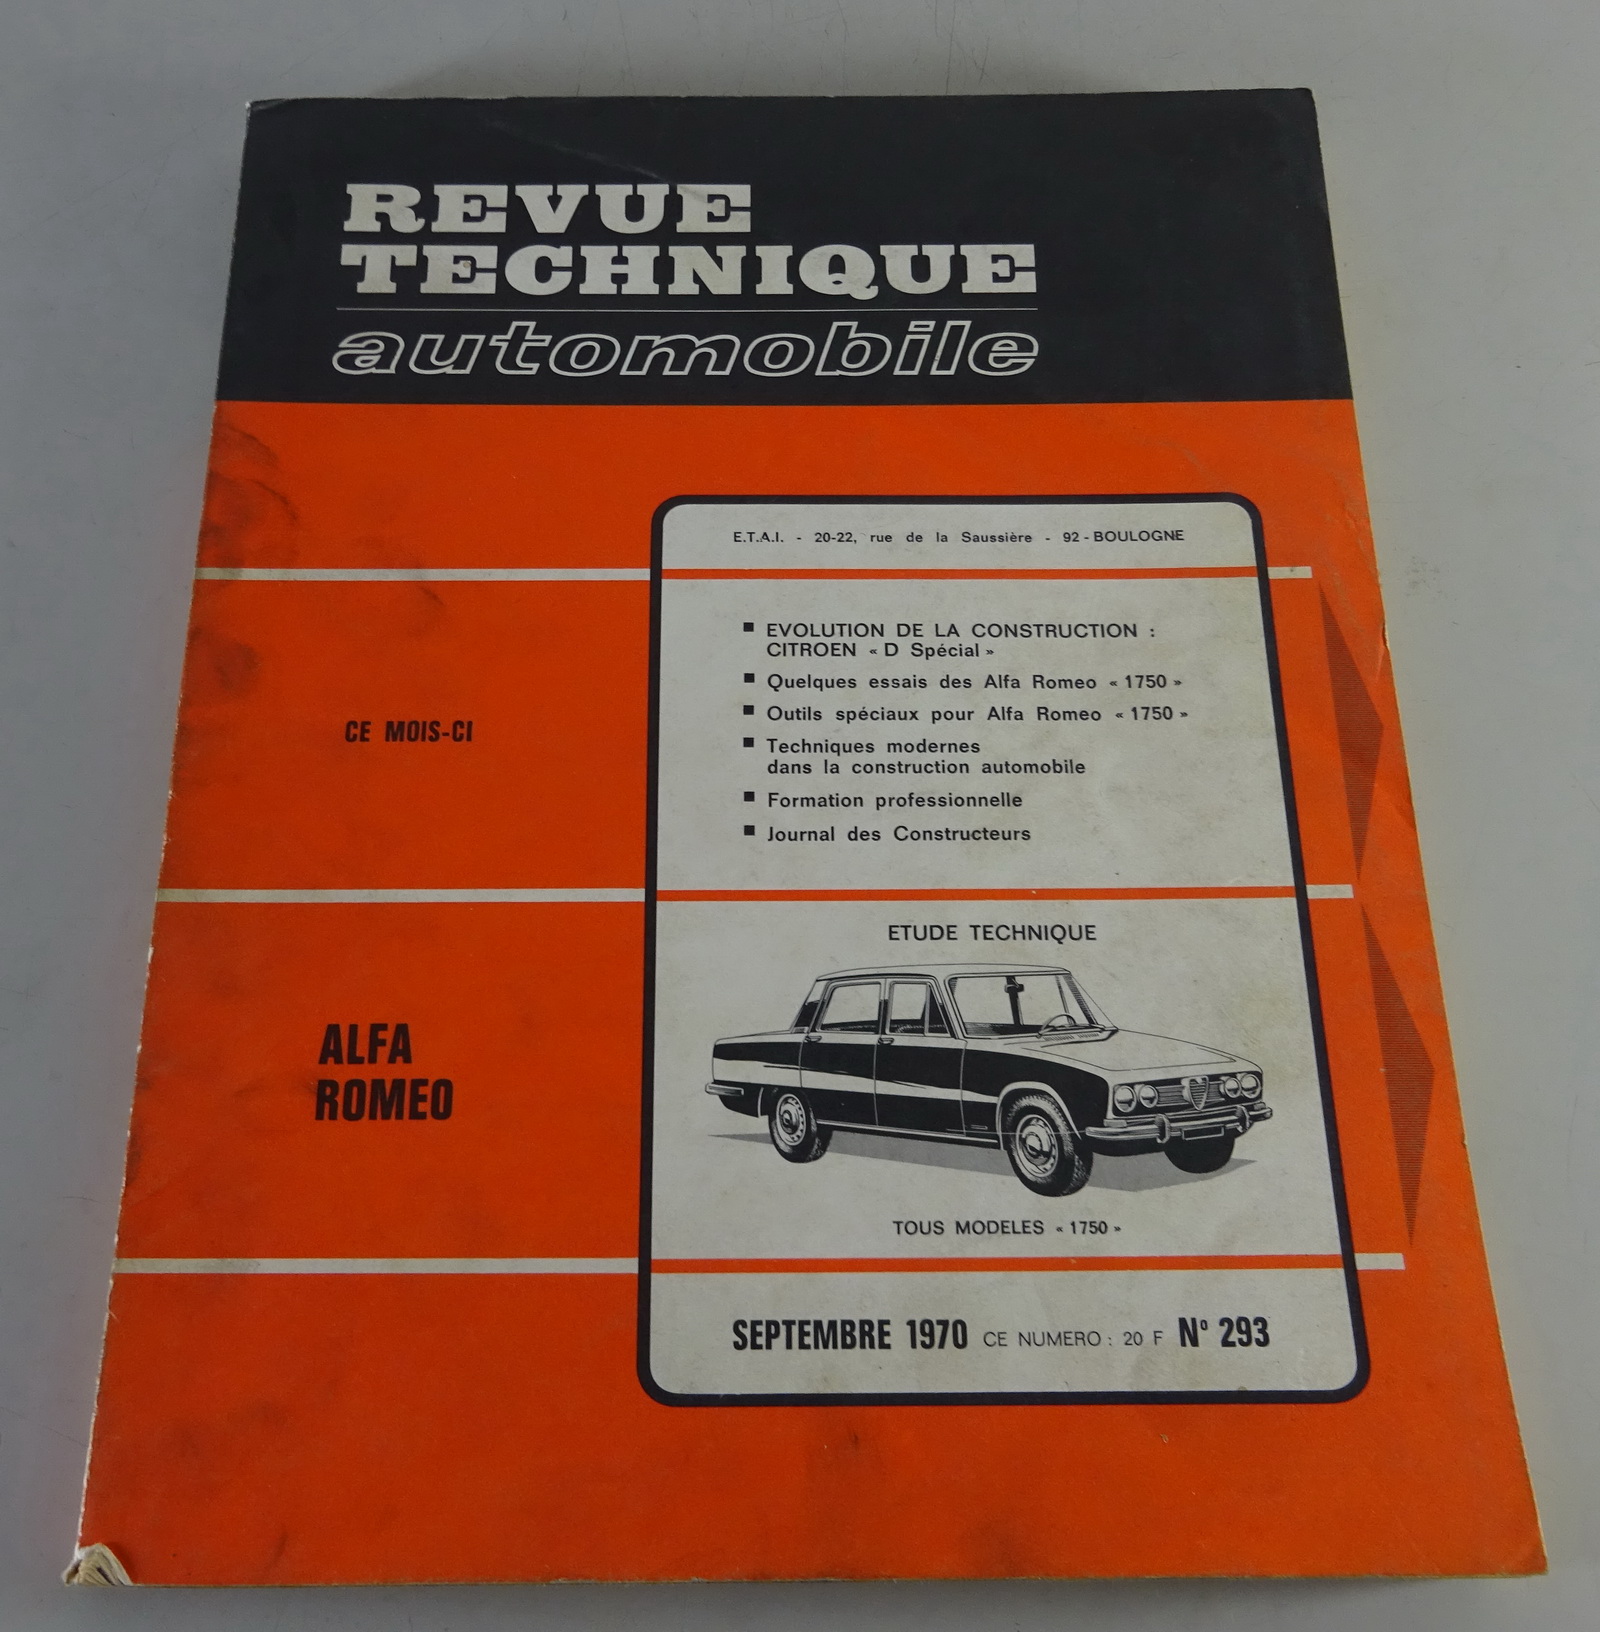 REVUE
TECHNIQUE
automobile
E.T.A.I. - 20-22, rue de la Saussière - 92 - BOULOGNE
CE MOIS-CI
■ EVOLUTION DE LA CONSTRUCTION :
CITROEN « D Spécial »
■ Quelques essais des Alfa Romeo « 1750 »
■ Outils spéciaux pour Alfa Romeo « 1750 »
■ Techniques modernes
dans la construction automobile
■ Formation professionnelle
■ Journal des Constructeurs
ALFA
ROMEO
ETUDE TECHNIQUE
TOUS MODELES « 1750 »
SEPTEMBRE 1970 CE NUMERO : 20 F N° 293